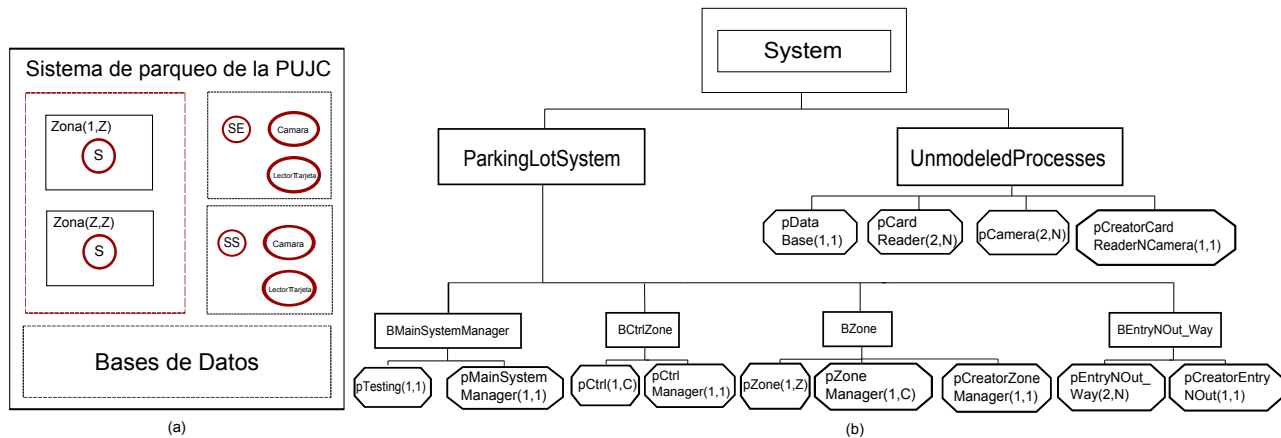 Sistema de parqueo de la PUJC
Zona(1,Z)
S
Zona(Z,Z)
S
SE
Camara
LectorTTarjeta
SS
Camara
LectorTTarjeta
Bases de Datos
(a)
System
ParkingLotSystem
UnmodeledProcesses
pData
Base(1,1)
pCard
Reader(2,N)
pCamera(2,N)
pCreatorCard
ReaderNCamera(1,1)
BMainSystemManager
BCtrlZone
BZone
BEntryNOut_Way
pTesting(1,1)
pMainSystem
Manager(1,1)
pCtrl(1,C)
pCtrl
Manager(1,1)
pZone(1,Z)
pZone
Manager(1,C)
pCreatorZone
Manager(1,1)
pEntryNOut_
Way(2,N)
pCreatorEntry
NOut(1,1)
(b)